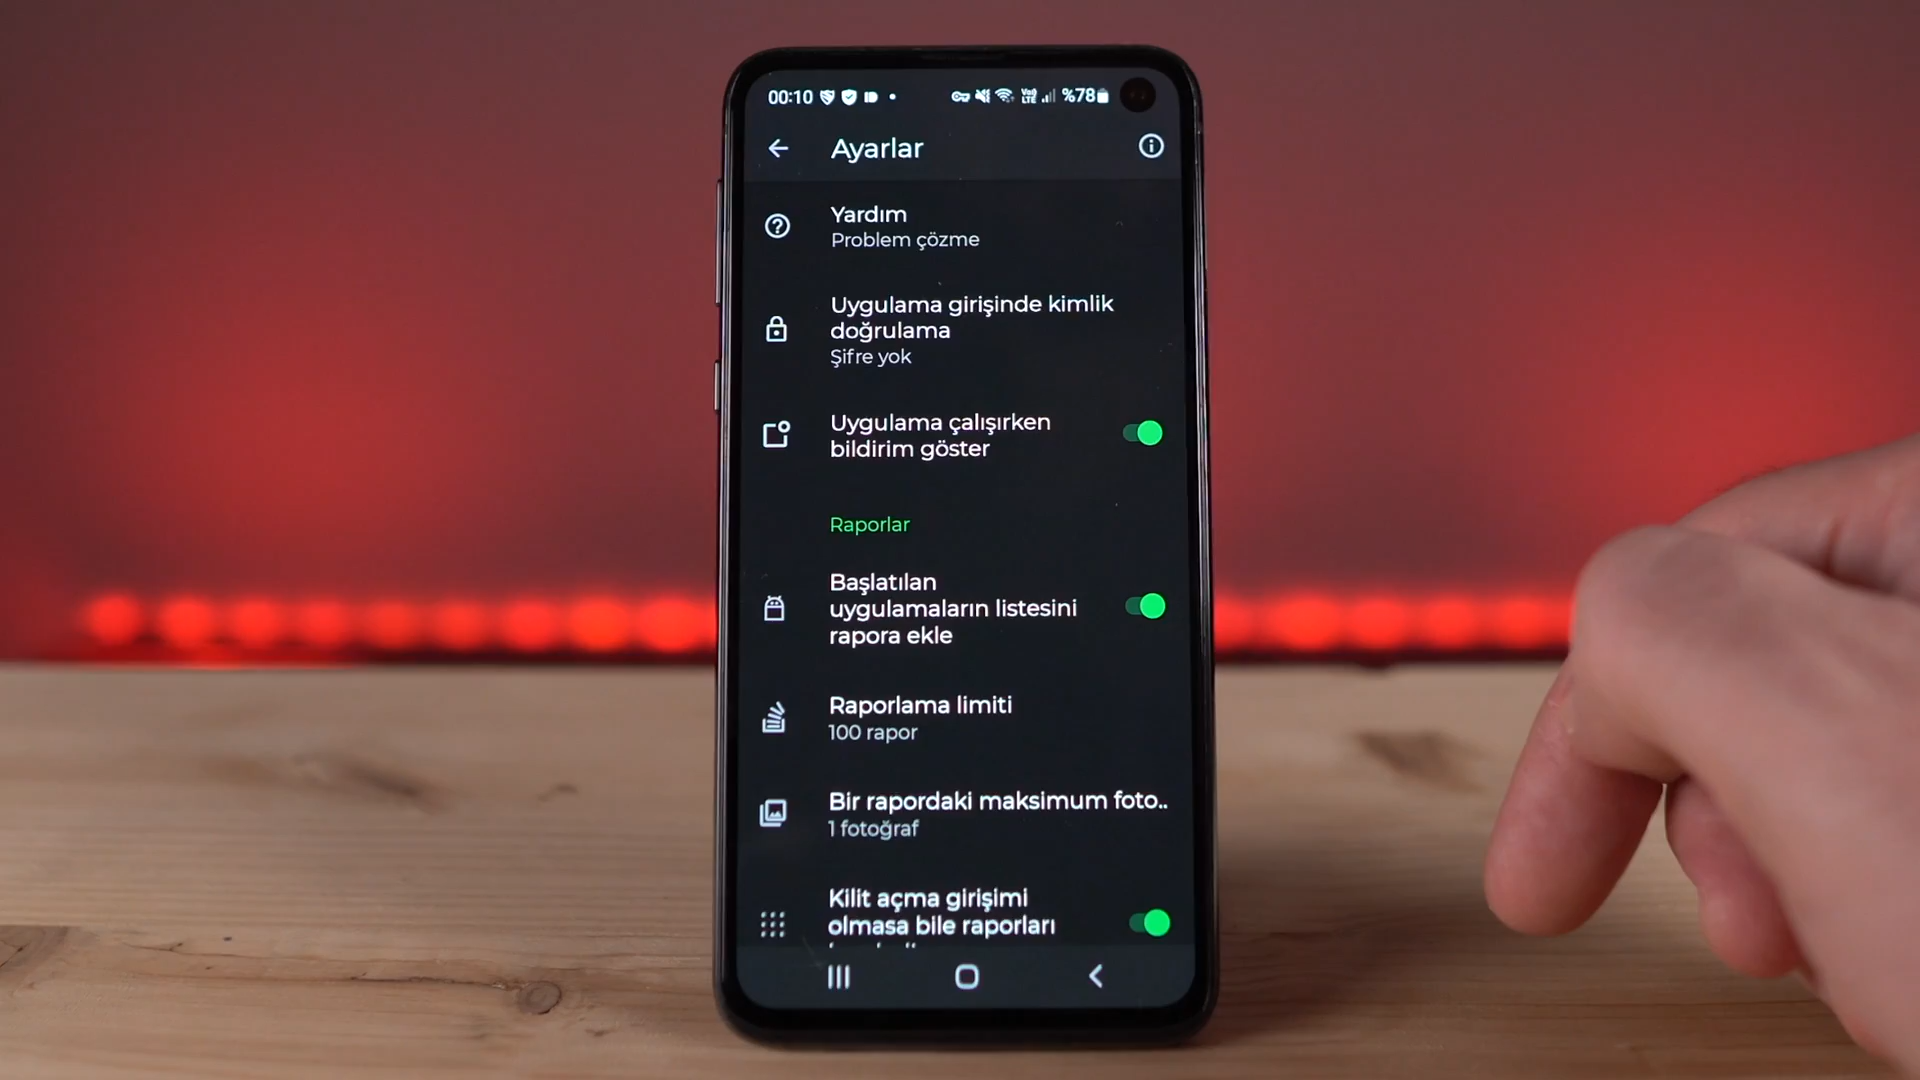 00:10 %78
Ayarlar
Yardım
Problem çözme
Uygulama girişinde kimlik
doğrulama
Şifre yok
Uygulama çalışırken
bildirim göster
Raporlar
Başlatılan
uygulamaların listesini
rapora ekle
Raporlama limiti
100 rapor
Bir rapordaki maksimum foto..
1 fotoğraf
Kilit açma girişimi
olmasa bile raporları